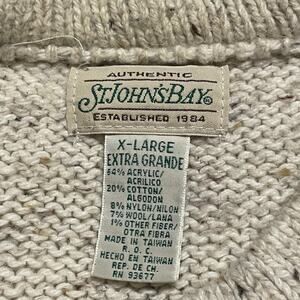 AUTHENTIC
ST JOHN'S BAY®
ESTABLISHED 1984
X-LARGE
EXTRA GRANDE
64% ACRYLIC/
ACRILICO
20% COTTON/
ALGODON
8% NYLON/NILON
7% WOOL/LANA
1% OTHER FIBER/
OTRA FIBRA
MADE IN TAIWAN
R. O. C.
HECHO EN TAIWAN
REP. DE CH.
RN 93677